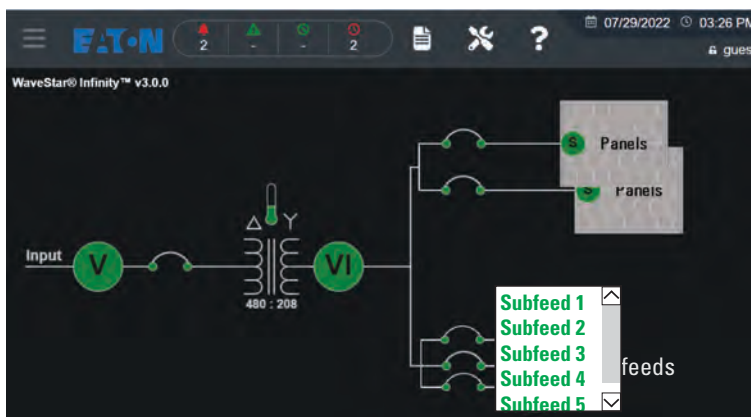 EATON
2 - - 2 ?
07/29/2022 03:26 PM
gues
WaveStar® Infinity™ v3.0.0
S Panels
S Panels
Input V VI
480 : 208
Subfeed 1
Subfeed 2
Subfeed 3
feeds
Subfeed 4
Subfeed 5